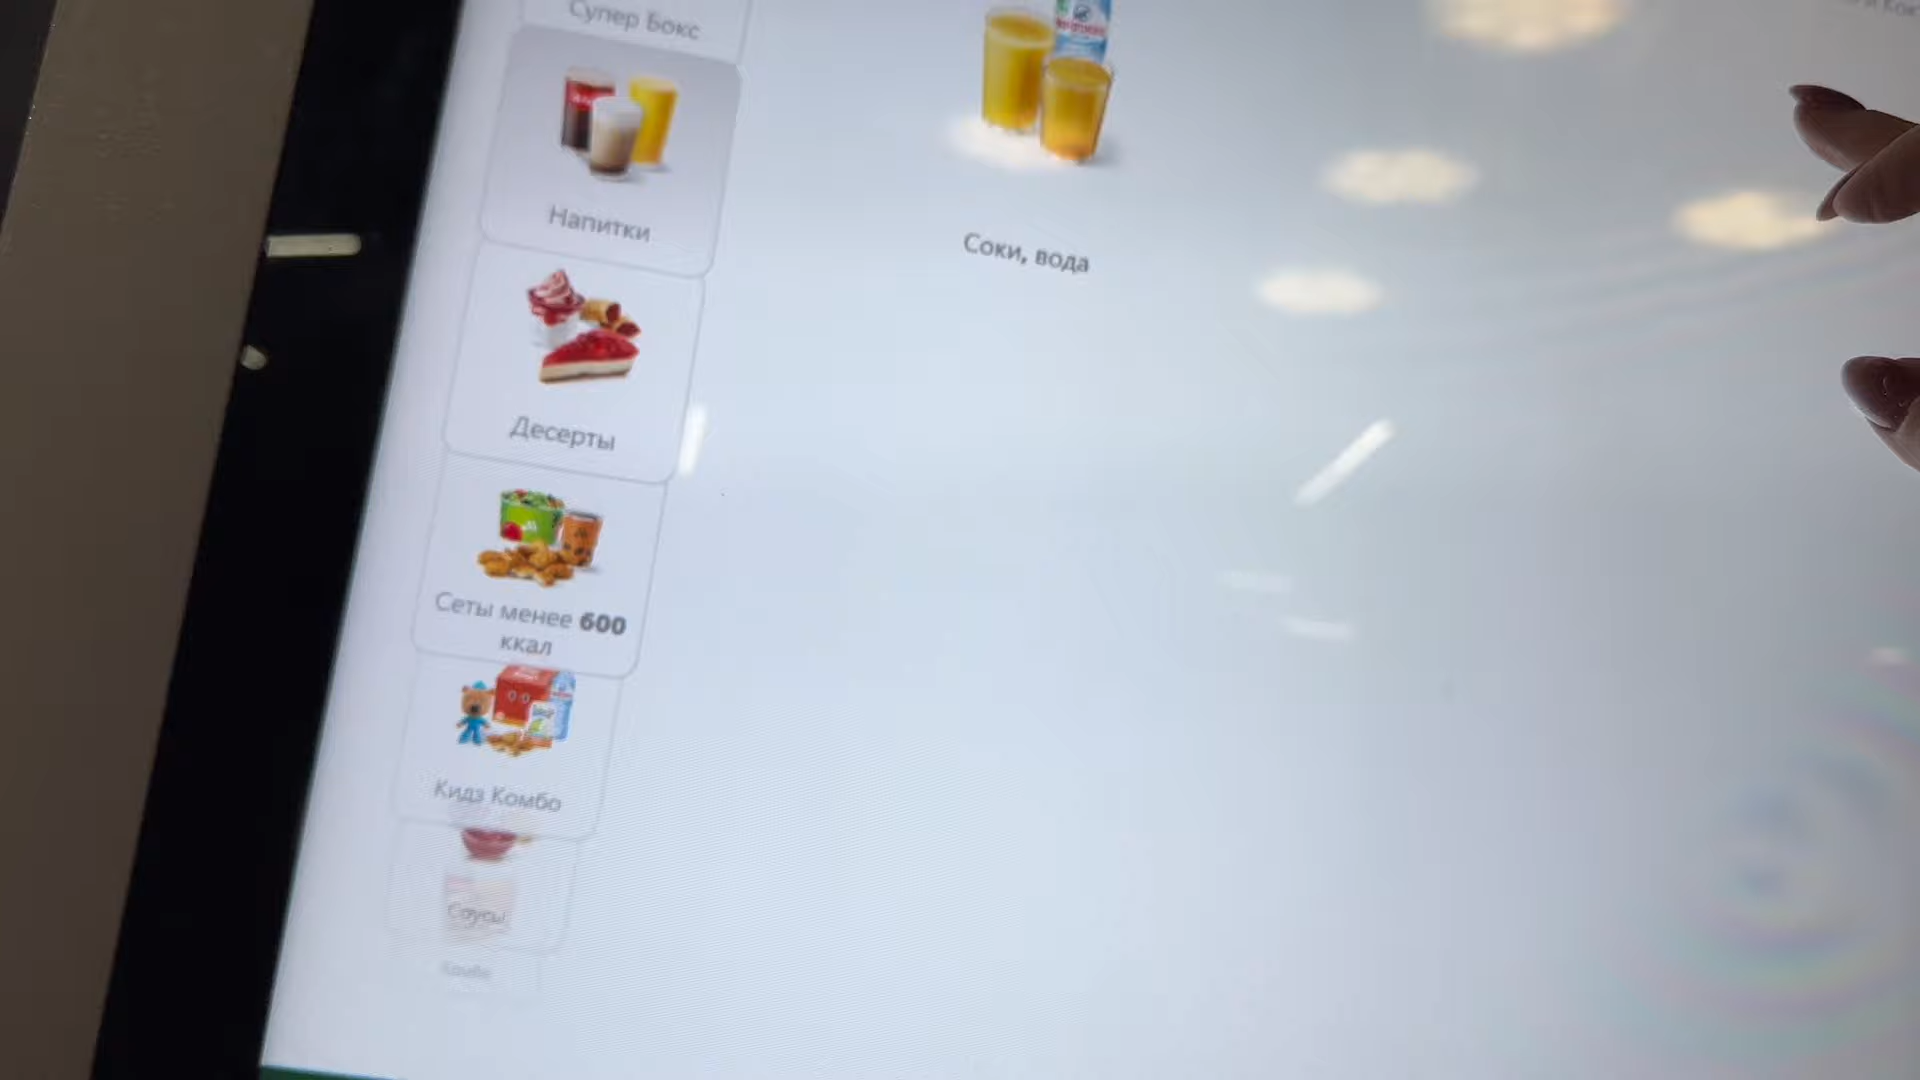 Супер Бокс
Напитки
Соки, вода
Десерты
Сеты менее 600
ккал
Кидз Комбо
Соусы